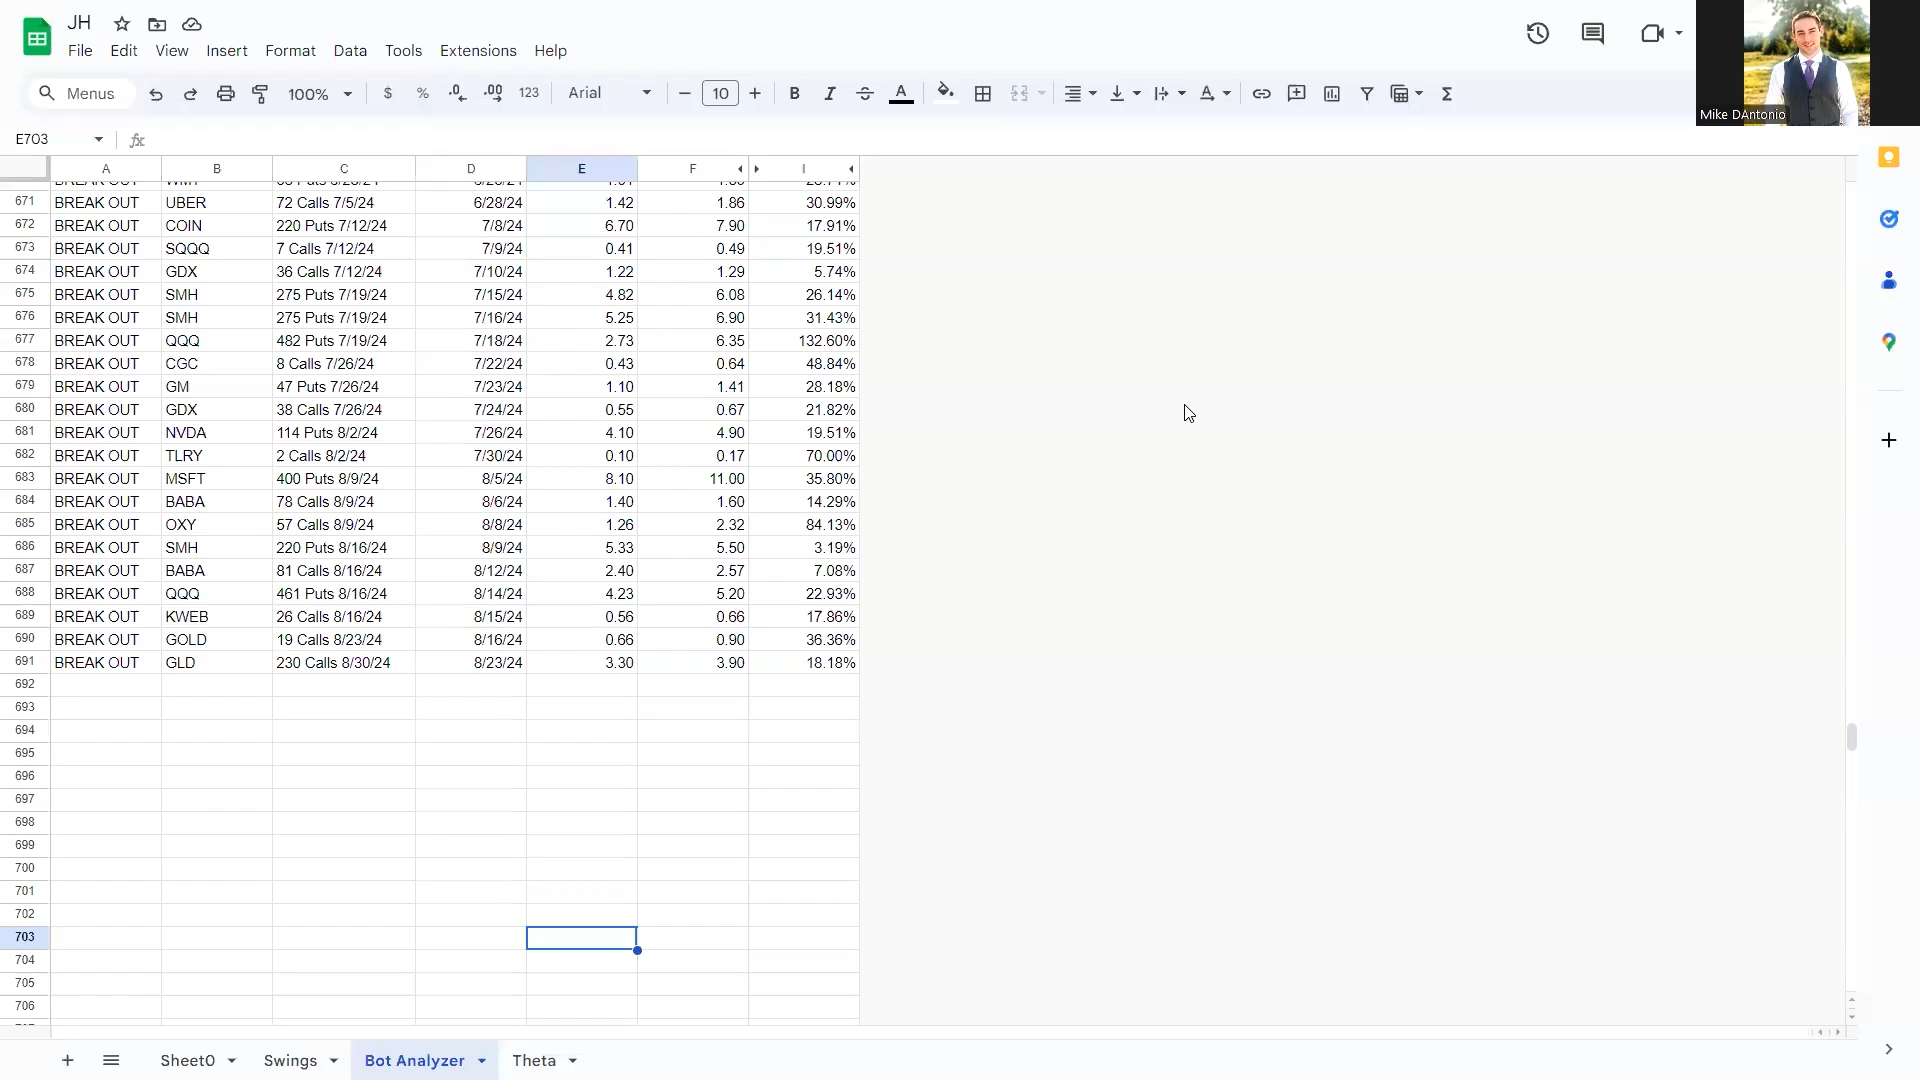 JH
File Edit View Insert Format Data Tools Extensions Help
Mike DAntonio
Menus 100% $ % .0 .00 123 Arial 10 B I A A Σ
E703 fx
A B C D E F I
671 BREAK OUT UBER 72 Calls 7/5/24 6/28/24 1.42 1.86 30.99%
672 BREAK OUT COIN 220 Puts 7/12/24 7/8/24 6.70 7.90 17.91%
673 BREAK OUT SQQQ 7 Calls 7/12/24 7/9/24 0.41 0.49 19.51%
674 BREAK OUT GDX 36 Calls 7/12/24 7/10/24 1.22 1.29 5.74%
675 BREAK OUT SMH 275 Puts 7/19/24 7/15/24 4.82 6.08 26.14%
676 BREAK OUT SMH 275 Puts 7/19/24 7/16/24 5.25 6.90 31.43%
677 BREAK OUT QQQ 482 Puts 7/19/24 7/18/24 2.73 6.35 132.60%
678 BREAK OUT CGC 8 Calls 7/26/24 7/22/24 0.43 0.64 48.84%
679 BREAK OUT GM 47 Puts 7/26/24 7/23/24 1.10 1.41 28.18%
680 BREAK OUT GDX 38 Calls 7/26/24 7/24/24 0.55 0.67 21.82%
681 BREAK OUT NVDA 114 Puts 8/2/24 7/26/24 4.10 4.90 19.51%
682 BREAK OUT TLRY 2 Calls 8/2/24 7/30/24 0.10 0.17 70.00%
683 BREAK OUT MSFT 400 Puts 8/9/24 8/5/24 8.10 11.00 35.80%
684 BREAK OUT BABA 78 Calls 8/9/24 8/6/24 1.40 1.60 14.29%
685 BREAK OUT OXY 57 Calls 8/9/24 8/8/24 1.26 2.32 84.13%
686 BREAK OUT SMH 220 Puts 8/16/24 8/9/24 5.33 5.50 3.19%
687 BREAK OUT BABA 81 Calls 8/16/24 8/12/24 2.40 2.57 7.08%
688 BREAK OUT QQQ 461 Puts 8/16/24 8/14/24 4.23 5.20 22.93%
689 BREAK OUT KWEB 26 Calls 8/16/24 8/15/24 0.56 0.66 17.86%
690 BREAK OUT GOLD 19 Calls 8/23/24 8/16/24 0.66 0.90 36.36%
691 BREAK OUT GLD 230 Calls 8/30/24 8/23/24 3.30 3.90 18.18%
692
693
694
695
696
697
698
699
700
701
702
703
704
705
706
Sheet0 Swings Bot Analyzer Theta